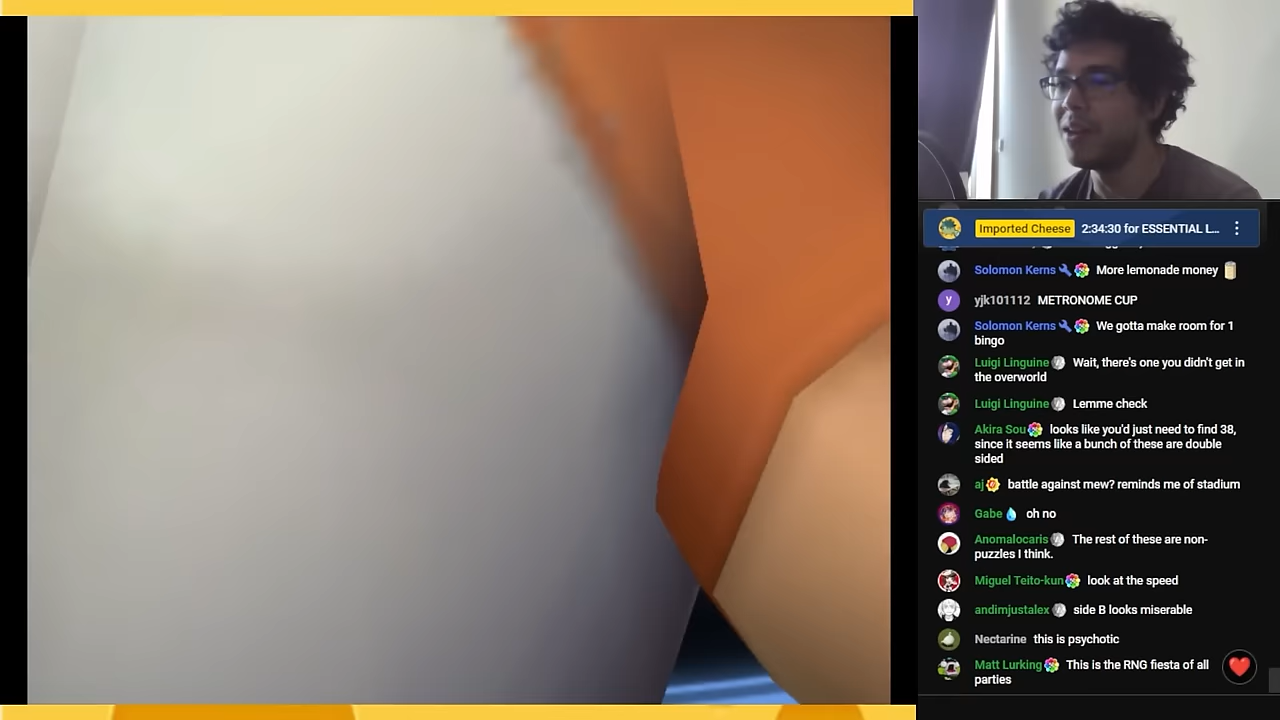 Imported Cheese 2:34:30 for ESSENTIAL L...
Solomon Kerns More lemonade money
yjk101112 METRONOME CUP
Solomon Kerns We gotta make room for 1
bingo
Luigi Linguine Wait, there's one you didn't get in
the overworld
Luigi Linguine Lemme check
Akira Sou looks like you'd just need to find 38,
since it seems like a bunch of these are double
sided
aj battle against mew? reminds me of stadium
Gabe oh no
Anomalocaris The rest of these are non-
puzzles I think.
Miguel Teito-kun look at the speed
andimjustalex side B looks miserable
Nectarine this is psychotic
Matt Lurking This is the RNG fiesta of all
parties